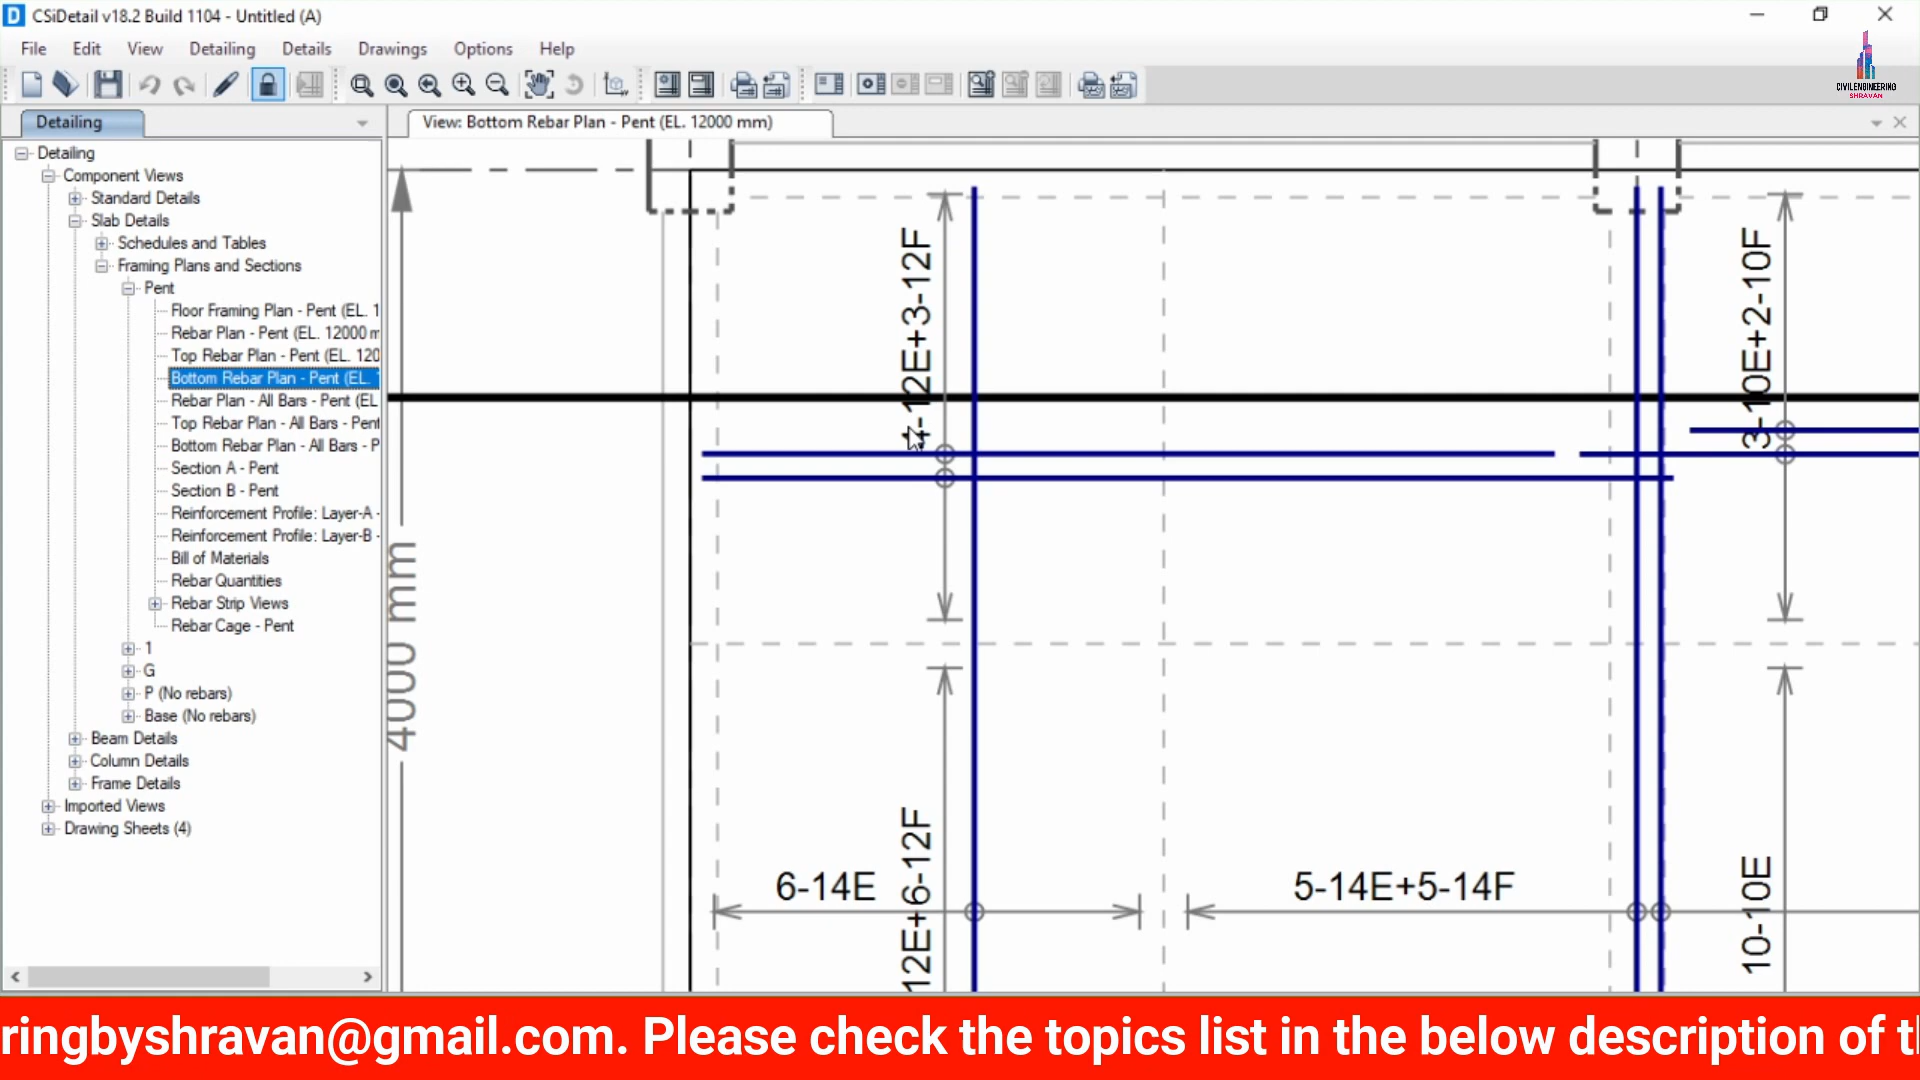 CSiDetail v18.2 Build 1104 - Untitled (A)
File Edit View Detailing Details Drawings Options Help
CIVILENGINEERING
SHRAVAN
Detailing
View: Bottom Rebar Plan - Pent (EL. 12000 mm)
Detailing
Component Views
Standard Details
Slab Details
Schedules and Tables
Framing Plans and Sections
Pent
Floor Framing Plan - Pent (EL. 1
Rebar Plan - Pent (EL. 12000 m
Top Rebar Plan - Pent (EL. 120
Bottom Rebar Plan - Pent (EL.
Rebar Plan - All Bars - Pent (EL
Top Rebar Plan - All Bars - Pent
Bottom Rebar Plan - All Bars - P
Section A - Pent
Section B - Pent
Reinforcement Profile: Layer-A -
Reinforcement Profile: Layer-B -
Bill of Materials
Rebar Quantities
Rebar Strip Views
Rebar Cage - Pent
1
G
P (No rebars)
Base (No rebars)
Beam Details
Column Details
Frame Details
Imported Views
Drawing Sheets (4)
4000 mm
4-12E+3-12F
3-10E+2-10F
6-14E
12E+6-12F
5-14E+5-14F
10-10E
ringbyshravan@gmail.com. Please check the topics list in the below description of t